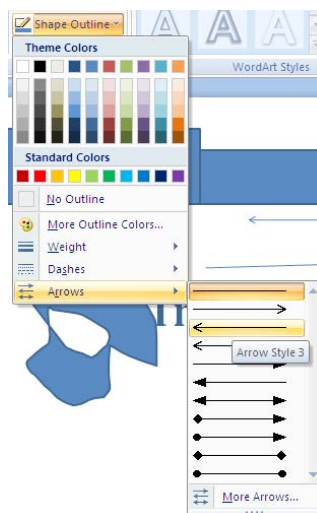 Shape Outline
A A A
WordArt Styles
Theme Colors
Standard Colors
No Outline
More Outline Colors...
Weight
Dashes
Arrows
Arrow Style 3
More Arrows...